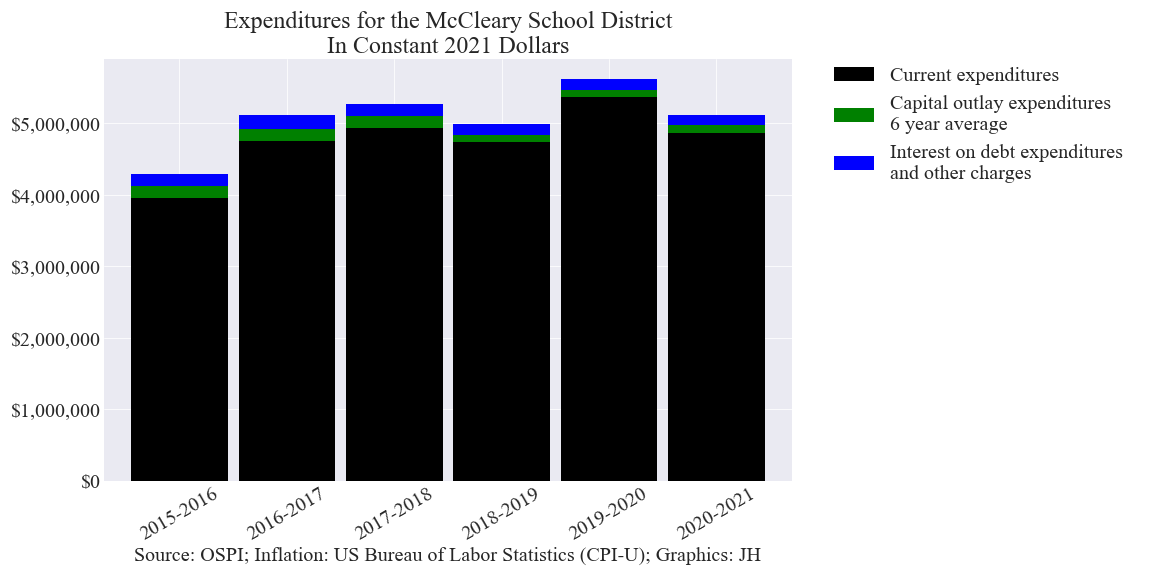 Expenditures for the McCleary School District
In Constant 2021 Dollars
Current expenditures
Capital outlay expenditures
6 year average
Interest on debt expenditures
and other charges
$5,000,000
$4,000,000
$3,000,000
$2,000,000
$1,000,000
$0
2015-2016
2016-2017
2017-2018
2018-2019
2019-2020
2020-2021
Source: OSPI; Inflation: US Bureau of Labor Statistics (CPI-U); Graphics: JH